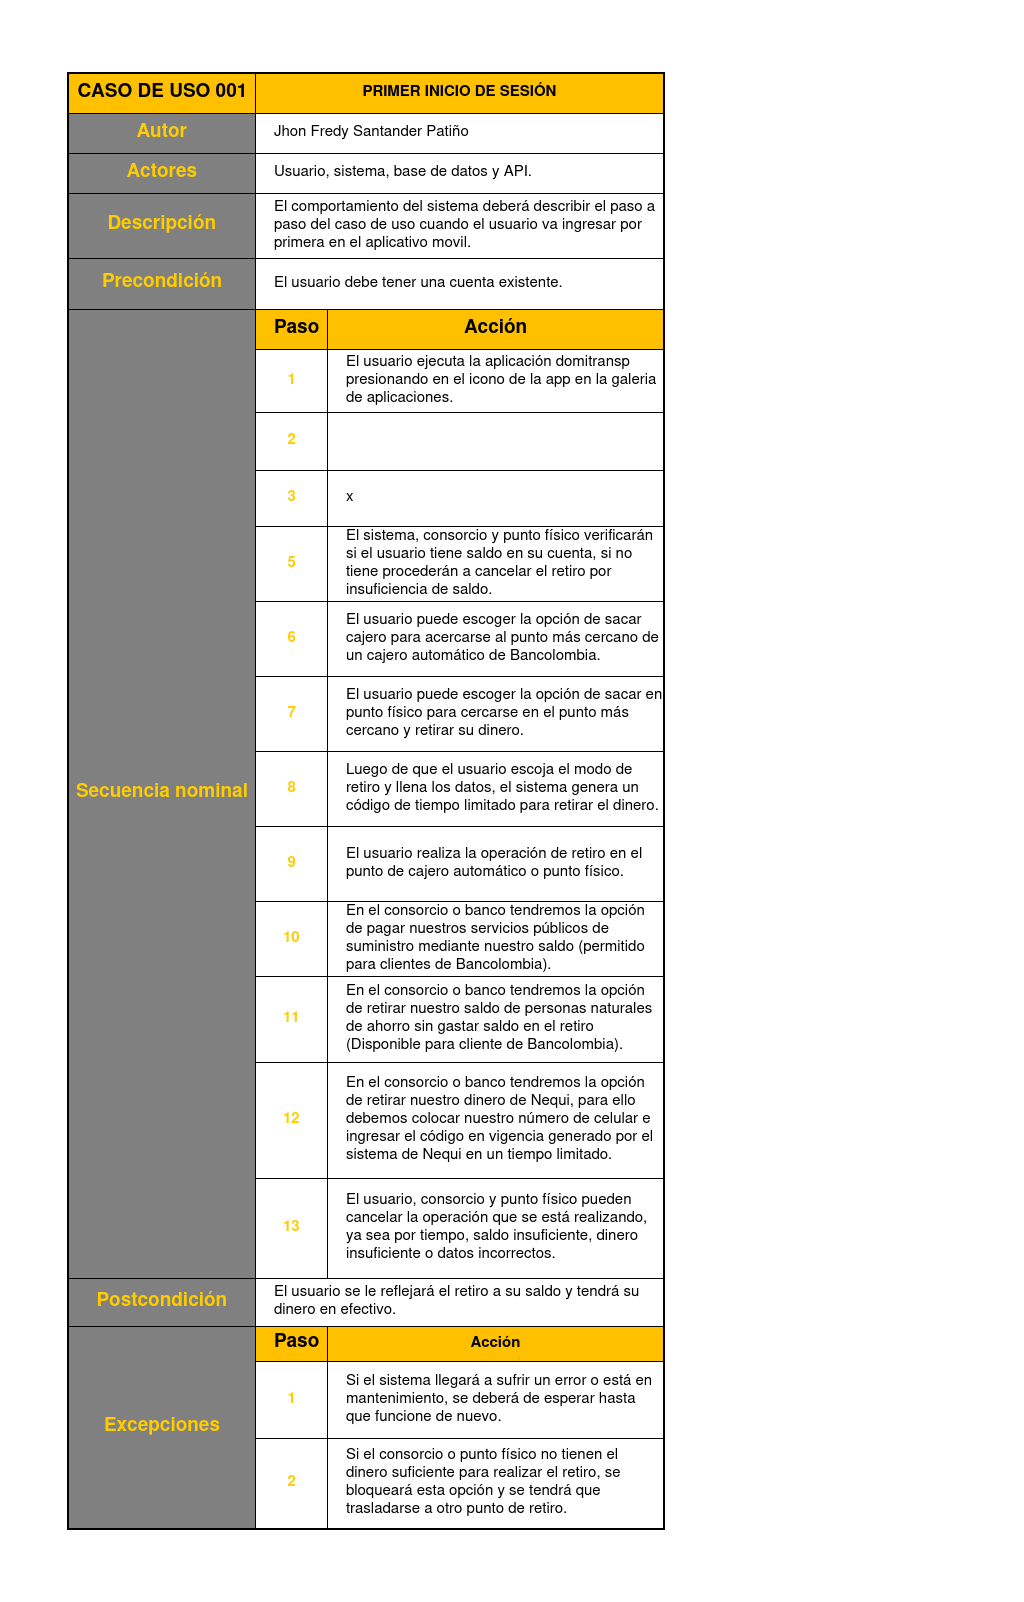 CASO DE USO 001
PRIMER INICIO DE SESIÓN
Autor
Jhon Fredy Santander Patiño
Actores
Usuario, sistema, base de datos y API.
Descripción
El comportamiento del sistema deberá describir el paso a
paso del caso de uso cuando el usuario va ingresar por
primera en el aplicativo movil.
Precondición
El usuario debe tener una cuenta existente.
Secuencia nominal
Paso
Acción
1
El usuario ejecuta la aplicación domitransp
presionando en el icono de la app en la galeria
de aplicaciones.
2
3
x
5
El sistema, consorcio y punto físico verificarán
si el usuario tiene saldo en su cuenta, si no
tiene procederán a cancelar el retiro por
insuficiencia de saldo.
6
El usuario puede escoger la opción de sacar
cajero para acercarse al punto más cercano de
un cajero automático de Bancolombia.
7
El usuario puede escoger la opción de sacar en
punto físico para cercarse en el punto más
cercano y retirar su dinero.
8
Luego de que el usuario escoja el modo de
retiro y llena los datos, el sistema genera un
código de tiempo limitado para retirar el dinero.
9
El usuario realiza la operación de retiro en el
punto de cajero automático o punto físico.
10
En el consorcio o banco tendremos la opción
de pagar nuestros servicios públicos de
suministro mediante nuestro saldo (permitido
para clientes de Bancolombia).
11
En el consorcio o banco tendremos la opción
de retirar nuestro saldo de personas naturales
de ahorro sin gastar saldo en el retiro
(Disponible para cliente de Bancolombia).
12
En el consorcio o banco tendremos la opción
de retirar nuestro dinero de Nequi, para ello
debemos colocar nuestro número de celular e
ingresar el código en vigencia generado por el
sistema de Nequi en un tiempo limitado.
13
El usuario, consorcio y punto físico pueden
cancelar la operación que se está realizando,
ya sea por tiempo, saldo insuficiente, dinero
insuficiente o datos incorrectos.
Postcondición
El usuario se le reflejará el retiro a su saldo y tendrá su
dinero en efectivo.
Excepciones
Paso
Acción
1
Si el sistema llegará a sufrir un error o está en
mantenimiento, se deberá de esperar hasta
que funcione de nuevo.
2
Si el consorcio o punto físico no tienen el
dinero suficiente para realizar el retiro, se
bloqueará esta opción y se tendrá que
trasladarse a otro punto de retiro.